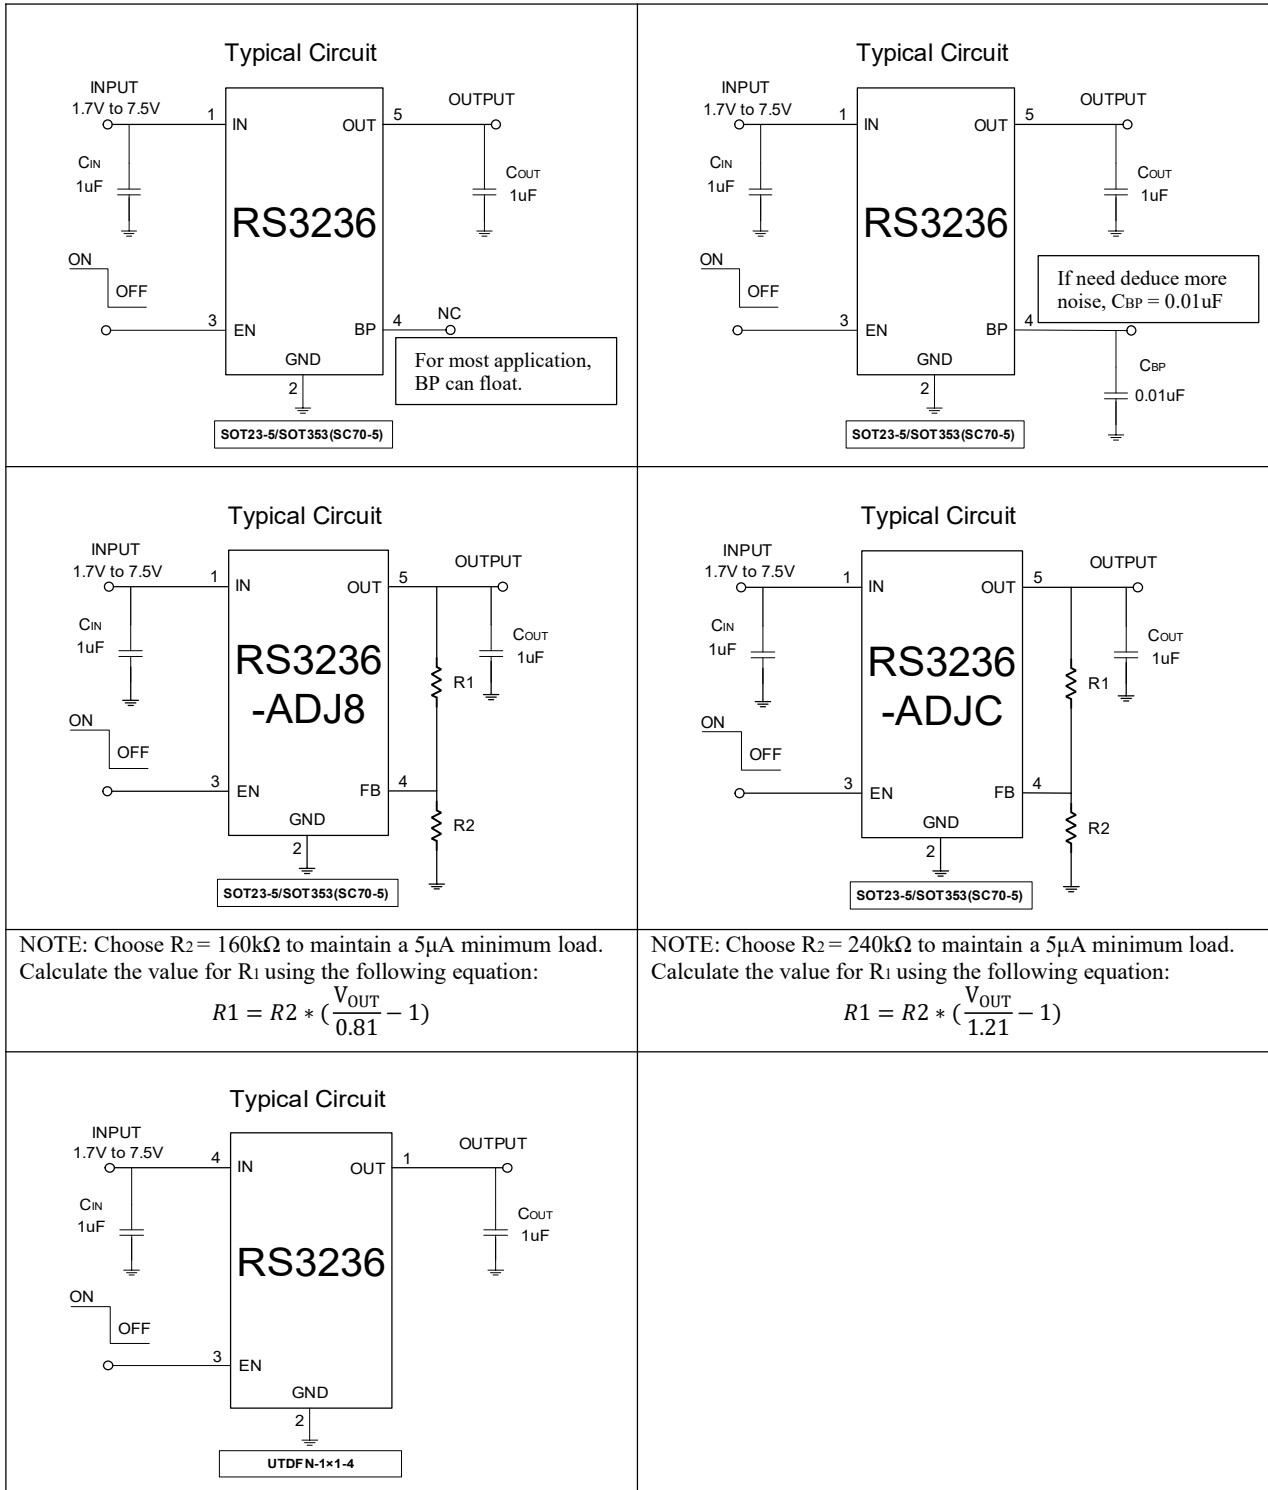 Typical Circuit
INPUT
1.7V to 7.5V
OUTPUT
1
IN
OUT
5
CIN
1uF
COUT
1uF
RS3236
ON
OFF
3
EN
BP
4
NC
GND
2
For most application,
BP can float.
SOT23-5/SOT353(SC70-5)
Typical Circuit
INPUT
1.7V to 7.5V
OUTPUT
1
IN
OUT
5
CIN
1uF
COUT
1uF
RS3236
ON
OFF
If need deduce more
noise, CBP = 0.01uF
3
EN
BP
4
GND
2
CBP
0.01uF
SOT23-5/SOT353(SC70-5)
Typical Circuit
INPUT
1.7V to 7.5V
OUTPUT
1
IN
OUT
5
CIN
1uF
COUT
1uF
RS3236
-ADJ8
R1
ON
OFF
3
EN
FB
4
GND
2
R2
SOT23-5/SOT353(SC70-5)
Typical Circuit
INPUT
1.7V to 7.5V
OUTPUT
1
IN
OUT
5
CIN
1uF
COUT
1uF
RS3236
-ADJC
R1
ON
OFF
3
EN
FB
4
GND
2
R2
SOT23-5/SOT353(SC70-5)
NOTE: Choose R2 = 160kΩ to maintain a 5μA minimum load.
Calculate the value for R1 using the following equation:
R1 = R2 ∗ (VOUT/0.81 − 1)
NOTE: Choose R2 = 240kΩ to maintain a 5μA minimum load.
Calculate the value for R1 using the following equation:
R1 = R2 ∗ (VOUT/1.21 − 1)
Typical Circuit
INPUT
1.7V to 7.5V
OUTPUT
4
IN
OUT
1
CIN
1uF
COUT
1uF
RS3236
ON
OFF
3
EN
GND
2
UTDFN-1×1-4